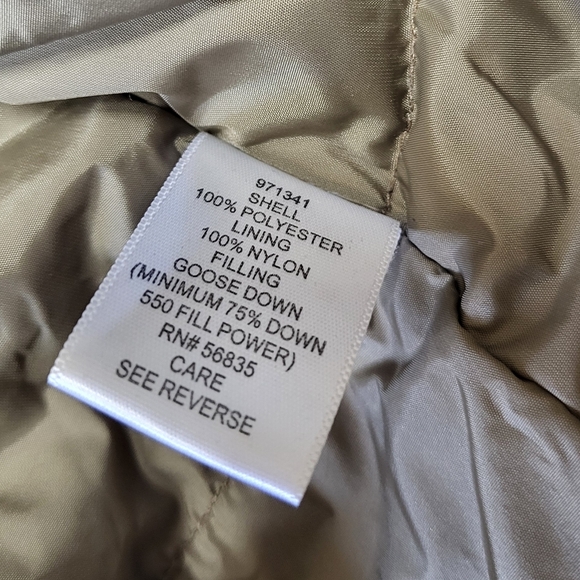 971341
SHELL
100% POLYESTER
LINING
100% NYLON
FILLING
GOOSE DOWN
(MINIMUM 75% DOWN
550 FILL POWER)
RN# 56835
CARE
SEE REVERSE